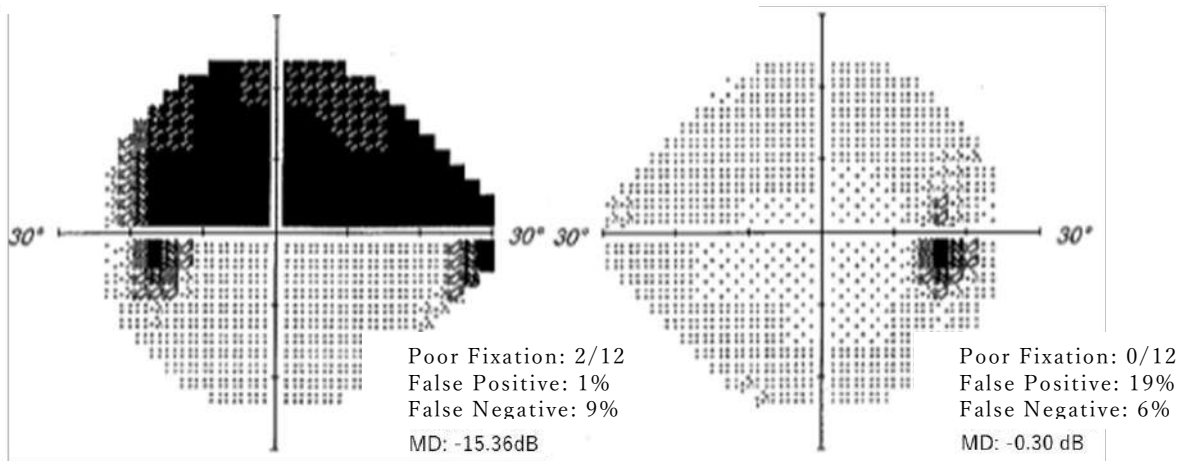 30°
30°
30°
30°
Poor Fixation: 2/12
False Positive: 1%
False Negative: 9%
MD: -15.36dB
Poor Fixation: 0/12
False Positive: 19%
False Negative: 6%
MD: -0.30 dB